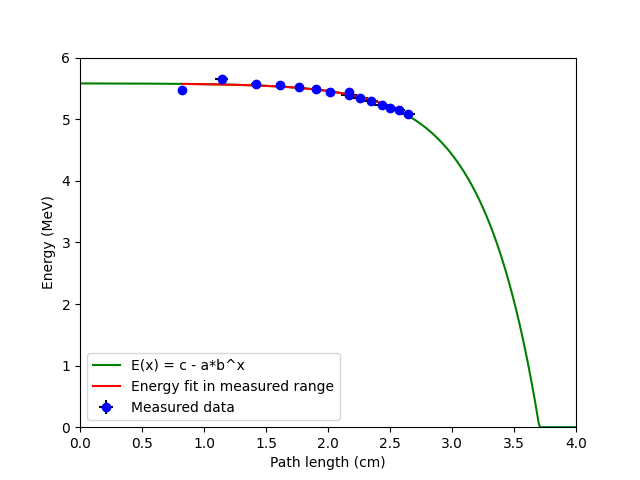 6
5
4
3
2
1
0
Energy (MeV)
E(x) = c - a*b^x
Energy fit in measured range
Measured data
0.0 0.5 1.0 1.5 2.0 2.5 3.0 3.5 4.0
Path length (cm)